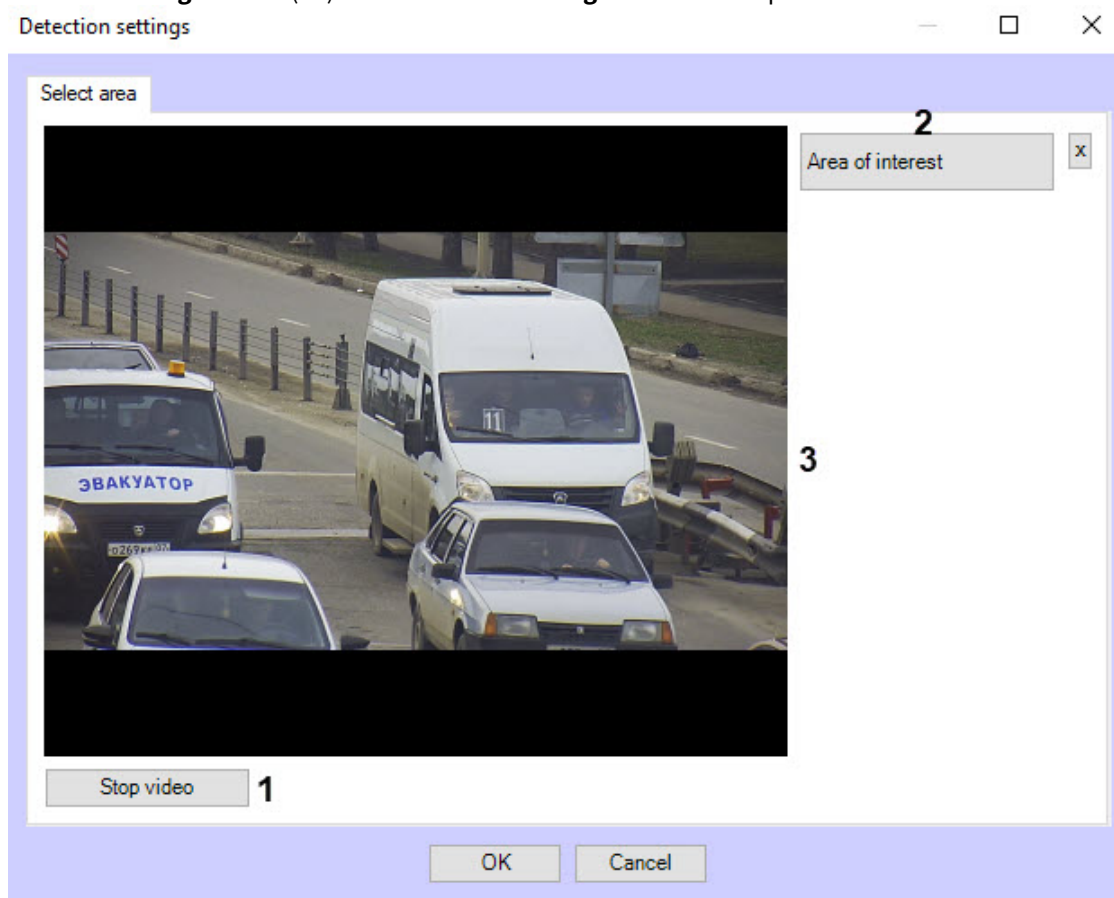 Detection settings
Select area
2
Area of interest
x
11
3
ЭВАКУАТОР
Stop video
1
OK
Cancel